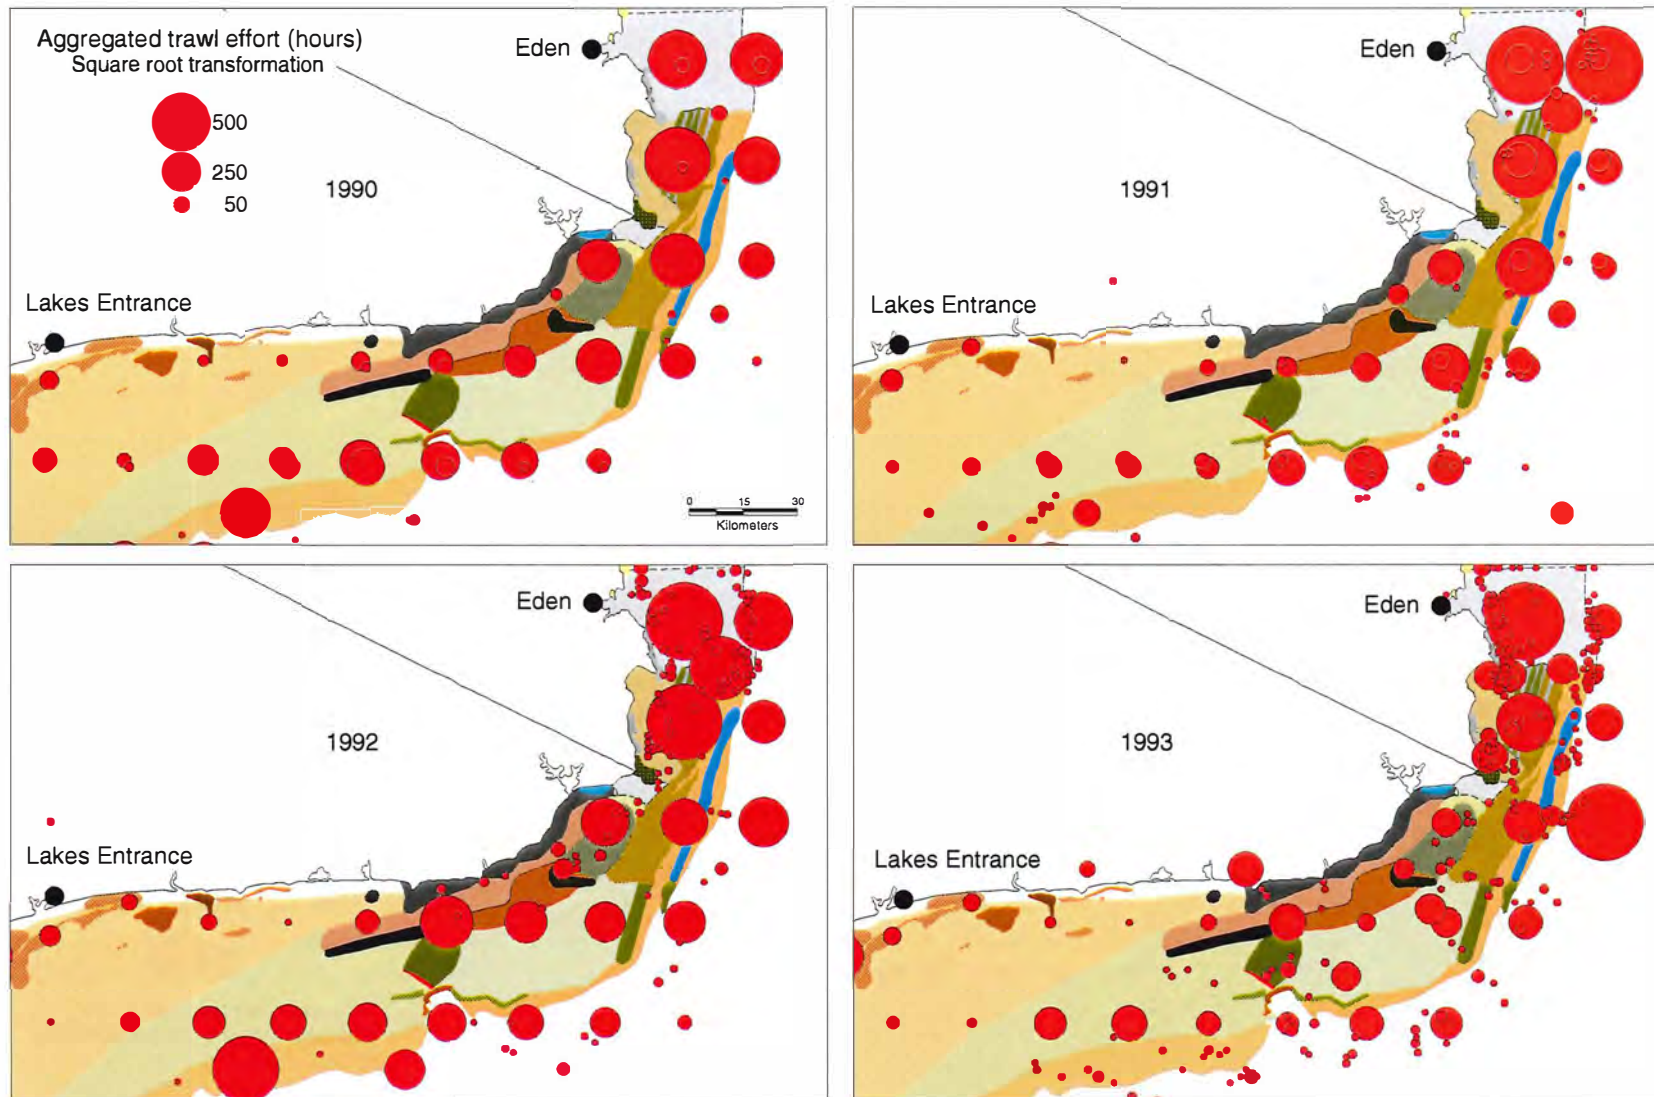 Aggregated trawl effort (hours)
Square root transformation
500
250
50
1990
Eden
Lakes Entrance
0 15 30
Kilometers
Eden
1991
Lakes Entrance
Eden
1992
Lakes Entrance
Eden
1993
Lakes Entrance